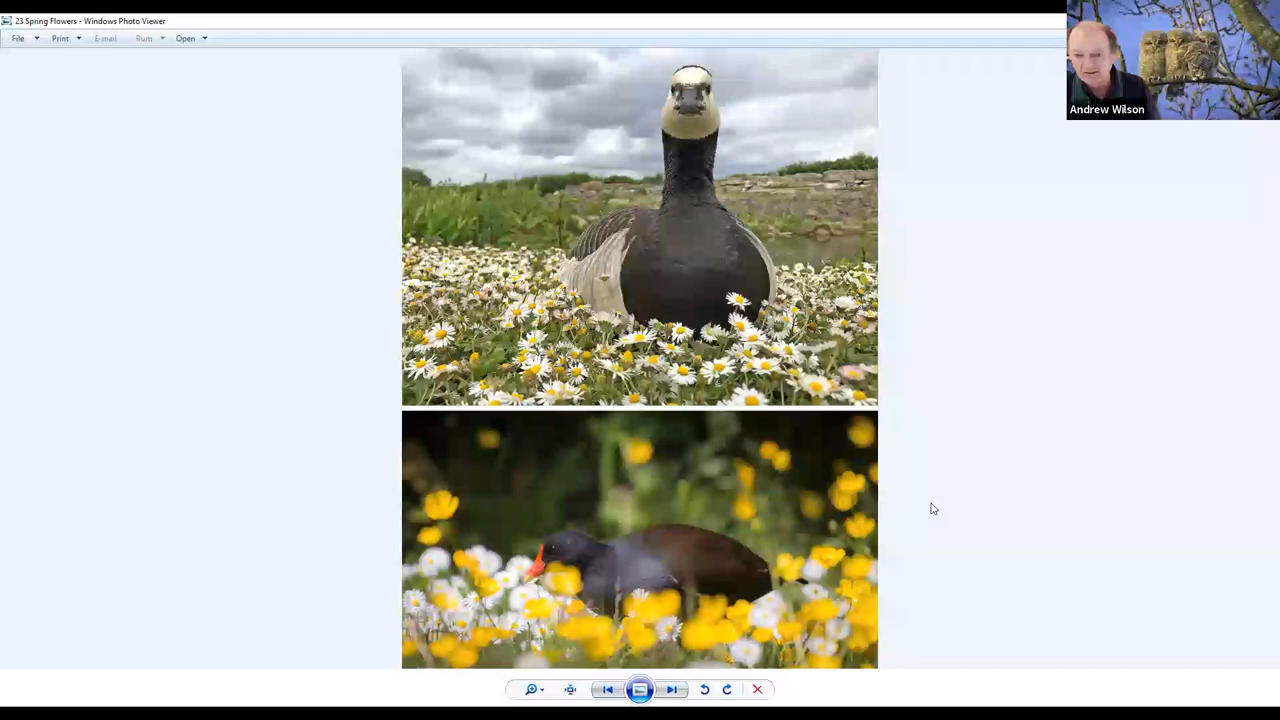 23 Spring Flowers - Windows Photo Viewer
File Print E-mail Burn Open
Andrew Wilson